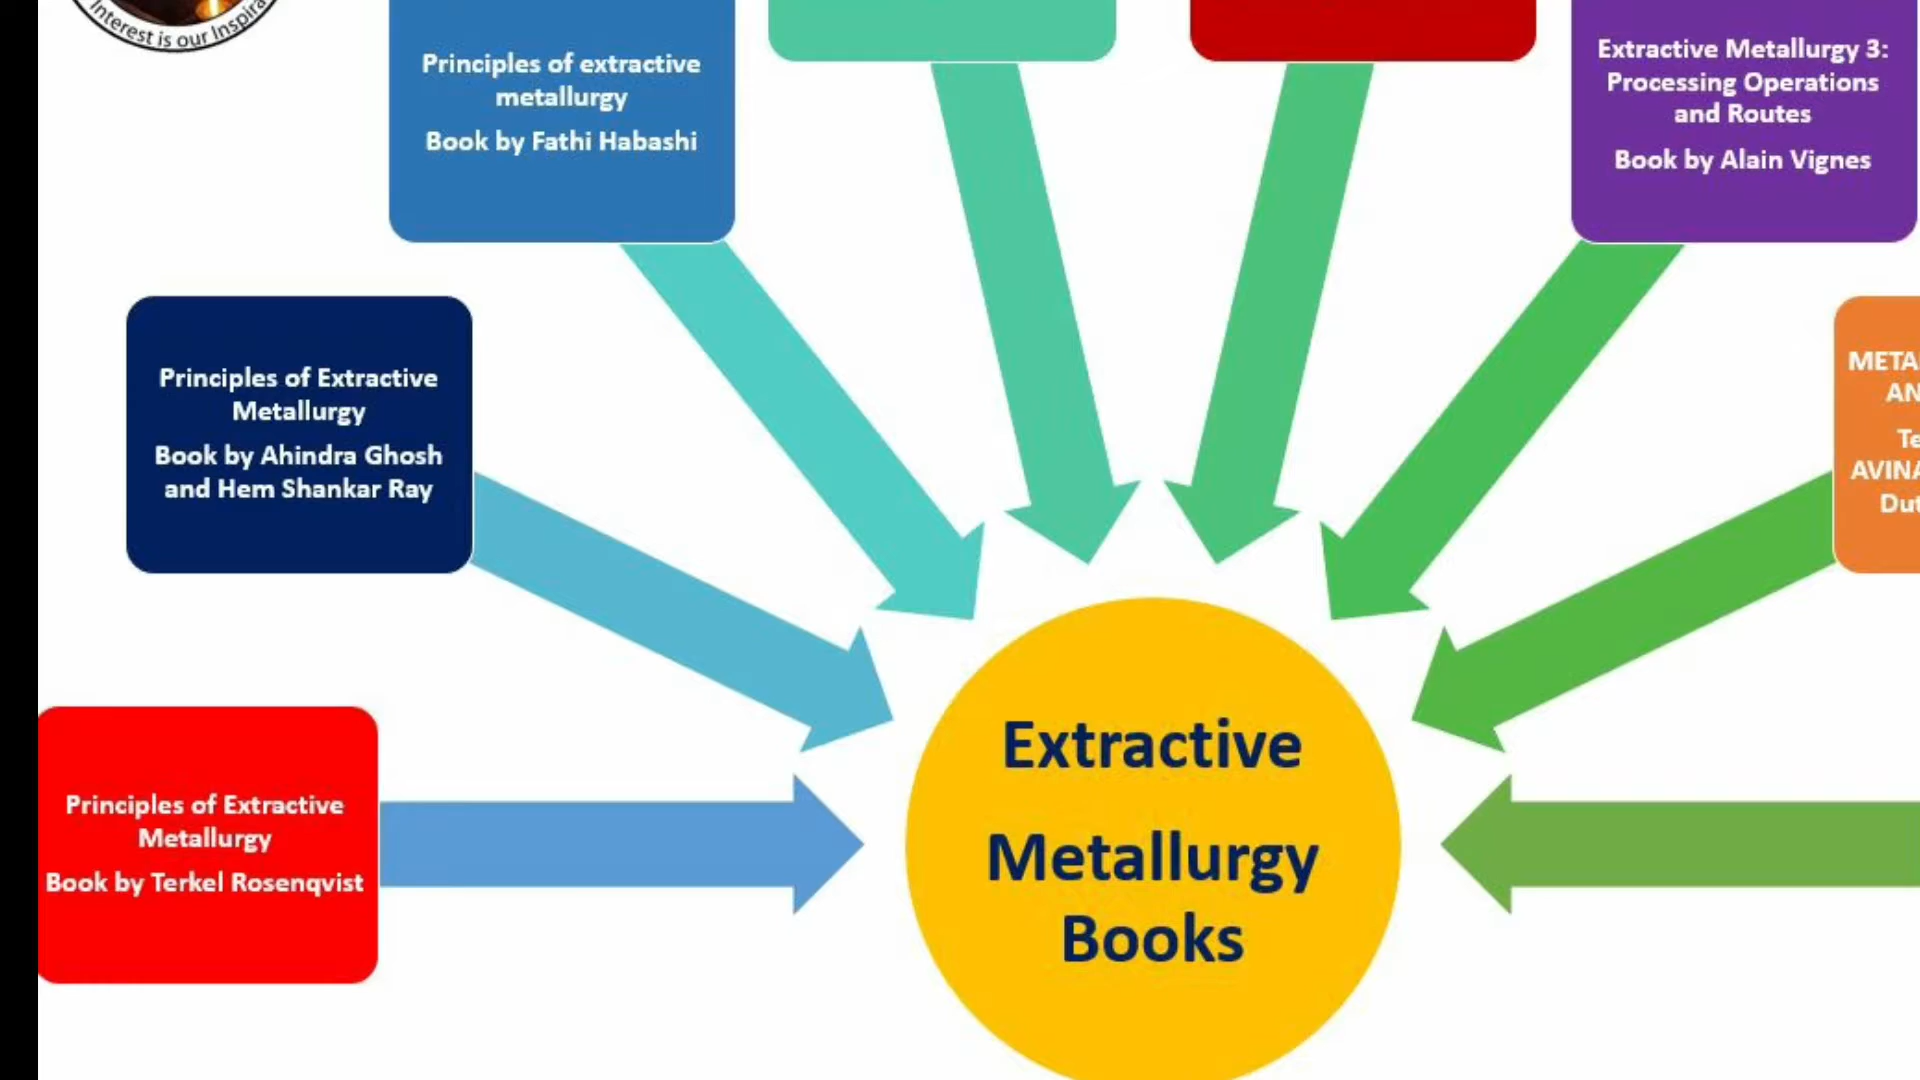 Interest is our
Principles of extractive
metallurgy
Book by Fathi Habashi
Extractive Metallurgy 3:
Processing Operations
and Routes
Book by Alain Vignes
Principles of Extractive
Metallurgy
Book by Ahindra Ghosh
and Hem Shankar Ray
Principles of Extractive
Metallurgy
Book by Terkel Rosenqvist
Extractive
Metallurgy
Books